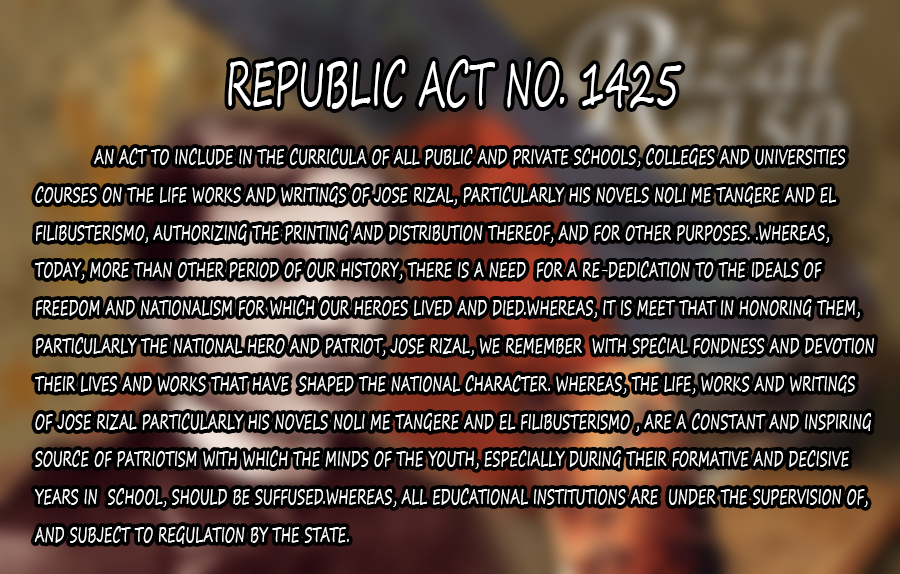 Rizal
REPUBLIC ACT NO. 1425
AN ACT TO INCLUDE IN THE CURRICULA OF ALL PUBLIC AND PRIVATE SCHOOLS, COLLEGES AND UNIVERSITIES
COURSES ON THE LIFE WORKS AND WRITINGS OF JOSE RIZAL, PARTICULARLY HIS NOVELS NOLI ME TANGERE AND EL
FILIBUSTERISMO, AUTHORIZING THE PRINTING AND DISTRIBUTION THEREOF, AND FOR OTHER PURPOSES. .WHEREAS,
TODAY, MORE THAN OTHER PERIOD OF OUR HISTORY, THERE IS A NEED  FOR A RE-DEDICATION TO THE IDEALS OF
FREEDOM AND NATIONALISM FOR WHICH OUR HEROES LIVED AND DIED.WHEREAS, IT IS MEET THAT IN HONORING THEM,
PARTICULARLY THE NATIONAL HERO AND PATRIOT, JOSE RIZAL, WE REMEMBER  WITH SPECIAL FONDNESS AND DEVOTION
THEIR LIVES AND WORKS THAT HAVE  SHAPED THE NATIONAL CHARACTER. WHEREAS, THE LIFE, WORKS AND WRITINGS
OF JOSE RIZAL PARTICULARLY HIS NOVELS NOLI ME TANGERE AND EL FILIBUSTERISMO , ARE A CONSTANT AND INSPIRING
SOURCE OF PATRIOTISM WITH WHICH THE MINDS OF THE YOUTH, ESPECIALLY DURING THEIR FORMATIVE AND DECISIVE
YEARS IN  SCHOOL, SHOULD BE SUFFUSED.WHEREAS, ALL EDUCATIONAL INSTITUTIONS ARE  UNDER THE SUPERVISION OF,
AND SUBJECT TO REGULATION BY THE STATE.